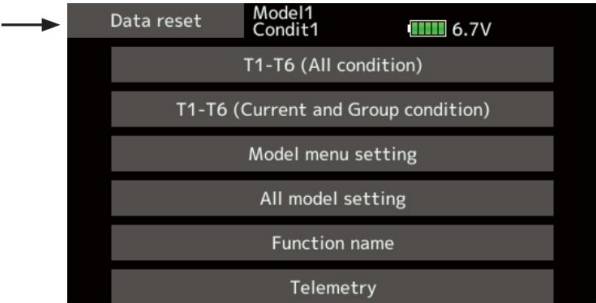 Data reset
Model1
Condit1
6.7V
T1-T6 (All condition)
T1-T6 (Current and Group condition)
Model menu setting
All model setting
Function name
Telemetry